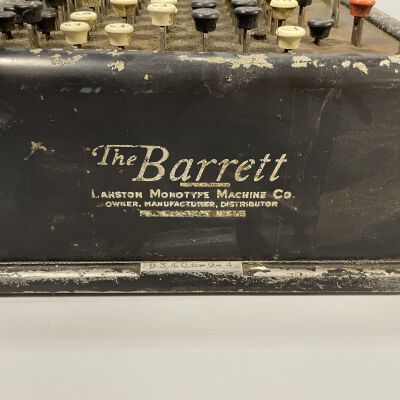 The Barrett
LANSTON MONOTYPE MACHINE CO.
OWNER, MANUFACTURER, DISTRIBUTOR